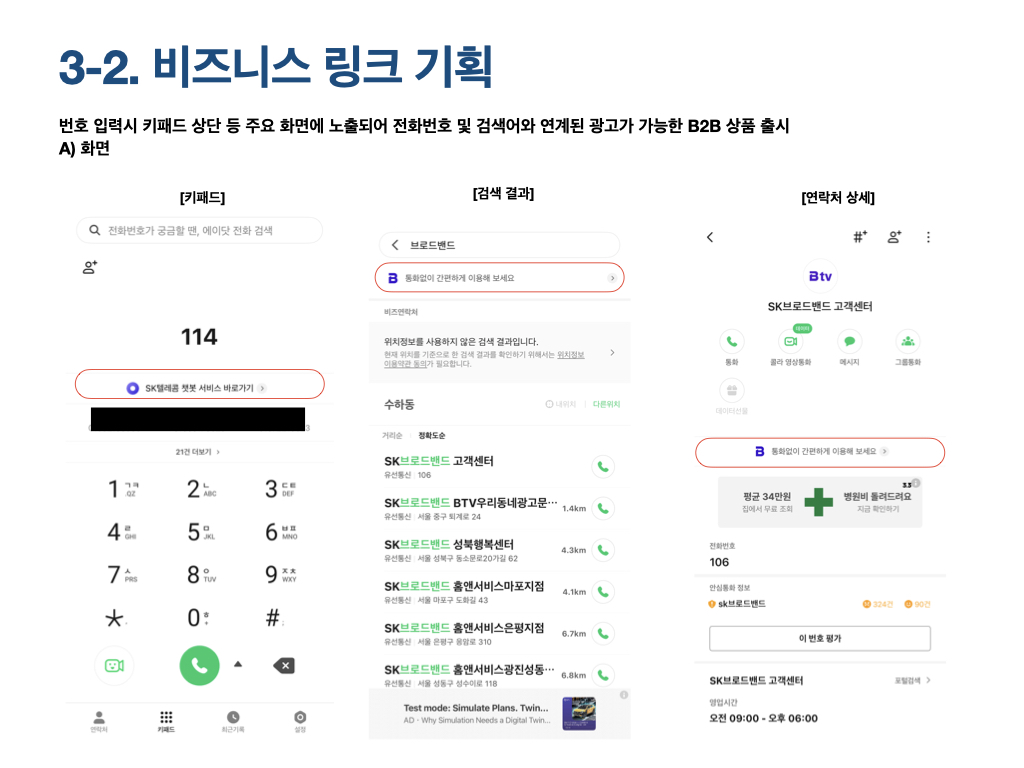 3-2. 비즈니스 링크 기획
번호 입력시 키패드 상단 등 주요 화면에 노출되어 전화번호 및 검색어와 연계된 광고가 가능한 B2B 상품 출시
A) 화면
[키패드]
전화번호가 궁금할 땐, 에이닷 전화 검색
114
SK텔레콤 챗봇 서비스 바로가기 >
3
21건 더보기 >
1 ㄱㅋ .QZ
2 ㄴ ABC
3 ㄷㅌ DEF
4 ㄹ GHI
5 ㅁ JKL
6 ㅂㅍ MNO
7 ㅅ PRS
8 ㅇ TUV
9 ㅈㅊ WXY
* .
0 ㅎ +
# ;
연락처
키패드
최근기록
설정
[검색 결과]
브로드밴드
B 통화없이 간편하게 이용해 보세요 >
비즈연락처
위치정보를 사용하지 않은 검색 결과입니다.
현재 위치를 기준으로 한 검색 결과를 확인하기 위해서는 위치정보
이용약관 동의가 필요합니다.
수하동
내위치 | 다른위치
거리순 · 정확도순
SK브로드밴드 고객센터
유선통신 | 106
SK브로드밴드 BTV우리동네광고문···
유선통신 | 서울 중구 퇴계로 24
1.4km
SK브로드밴드 성북행복센터
유선통신 | 서울 성북구 동소문로20가길 62
4.3km
SK브로드밴드 홈앤서비스마포지점
유선통신 | 서울 마포구 도화길 43
4.1km
SK브로드밴드 홈앤서비스은평지점
유선통신 | 서울 은평구 응암로 310
6.7km
SK브로드밴드 홈앤서비스광진성동···
유선통신 | 서울 성동구 성수이로 118
6.8km
Test mode: Simulate Plans. Twin...
AD · Why Simulation Needs a Digital Twin...
[연락처 상세]
B tv
SK브로드밴드 고객센터
통화
콜라 영상통화
메시지
그룹통화
데이터선물
B 통화없이 간편하게 이용해 보세요 >
평균 34만원
집에서 무료 조회
병원비 돌려드려요
지금 확인하기
3.3
전화번호
106
안심통화 정보
sk브로드밴드
324건
90건
이 번호 평가
SK브로드밴드 고객센터
포털검색 >
영업시간
오전 09:00 - 오후 06:00